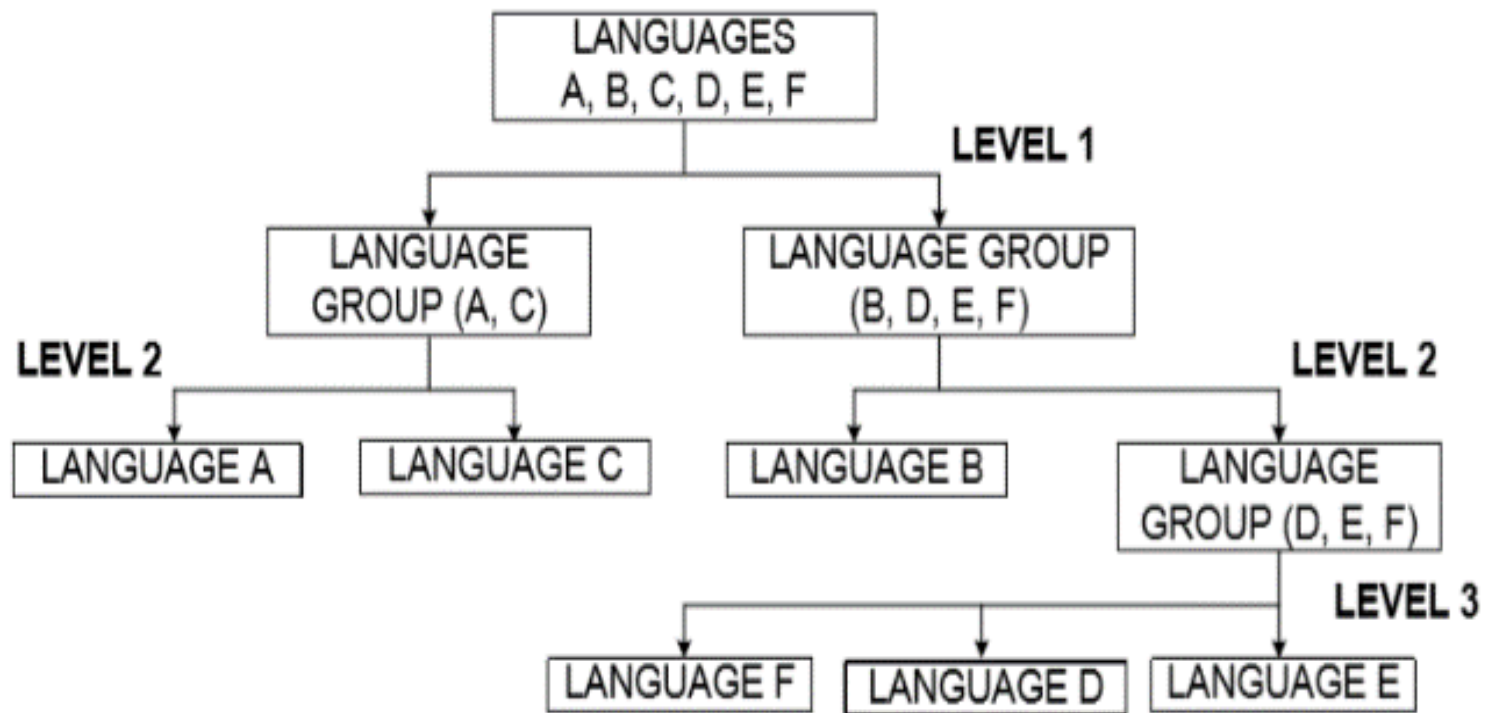 LANGUAGES
A, B, C, D, E, F
LEVEL 1
LANGUAGE
GROUP (A, C)
LANGUAGE GROUP
(B, D, E, F)
LEVEL 2
LEVEL 2
LANGUAGE A
LANGUAGE C
LANGUAGE B
LANGUAGE
GROUP (D, E, F)
LEVEL 3
LANGUAGE F
LANGUAGE D
LANGUAGE E